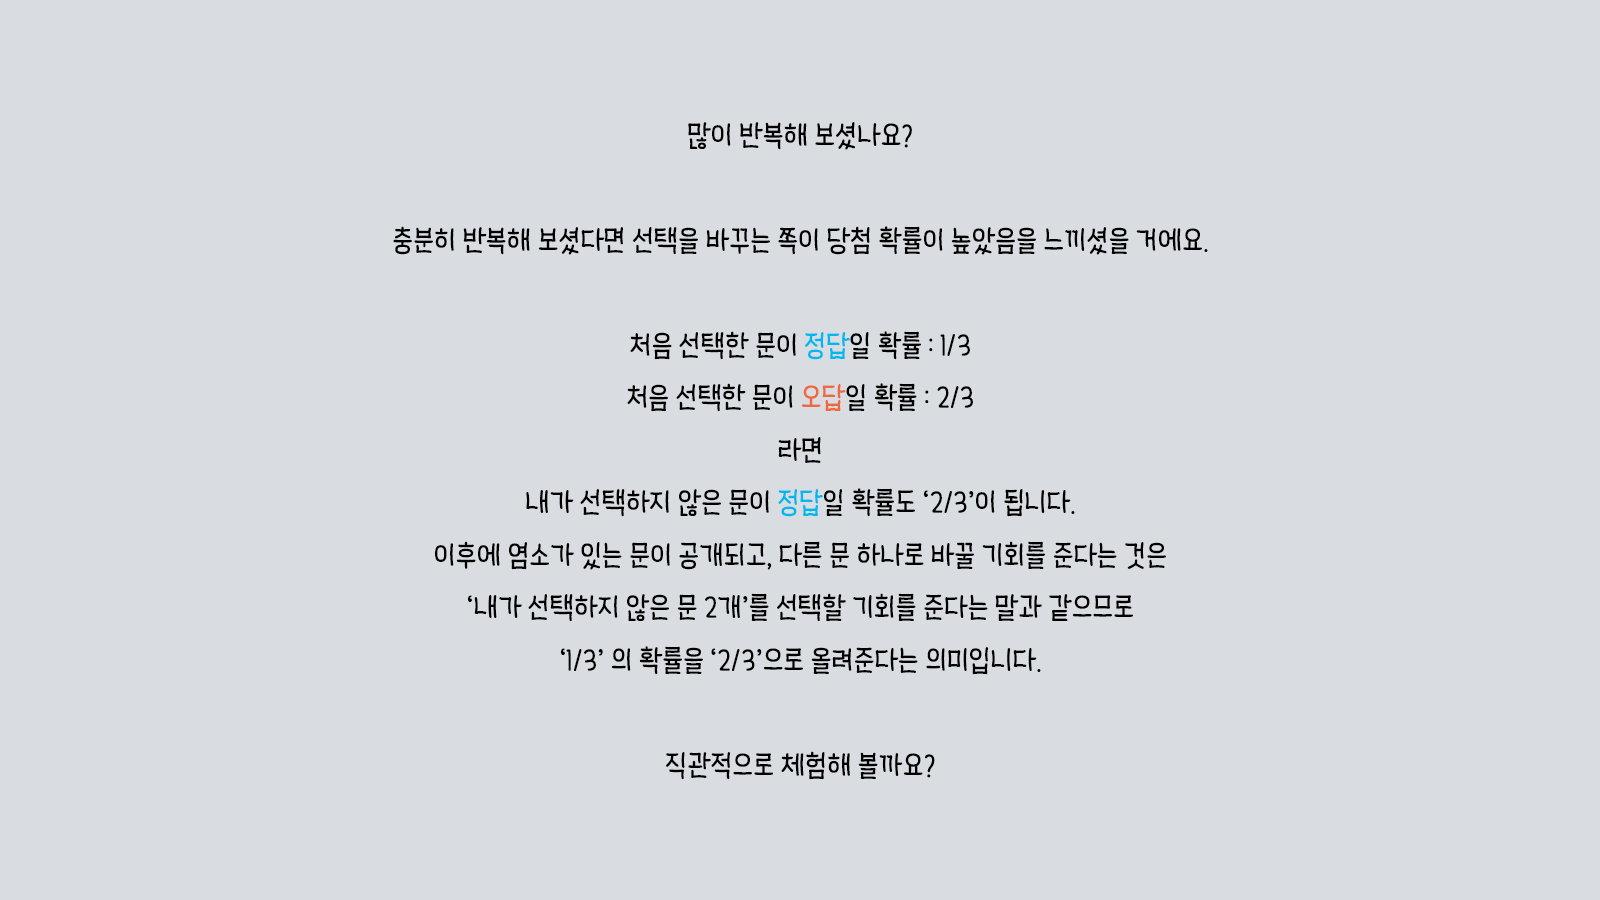 많이 반복해 보셨나요?
충분히 반복해 보셨다면 선택을 바꾸는 쪽이 당첨 확률이 높았음을 느끼셨을 거에요.
처음 선택한 문이 정답일 확률 : 1/3
처음 선택한 문이 오답일 확률 : 2/3
라면
내가 선택하지 않은 문이 정답일 확률도 ‘2/3’이 됩니다.
이후에 염소가 있는 문이 공개되고, 다른 문 하나로 바꿀 기회를 준다는 것은
‘내가 선택하지 않은 문 2개’를 선택할 기회를 준다는 말과 같으므로
‘1/3’ 의 확률을 ‘2/3’으로 올려준다는 의미입니다.
직관적으로 체험해 볼까요?